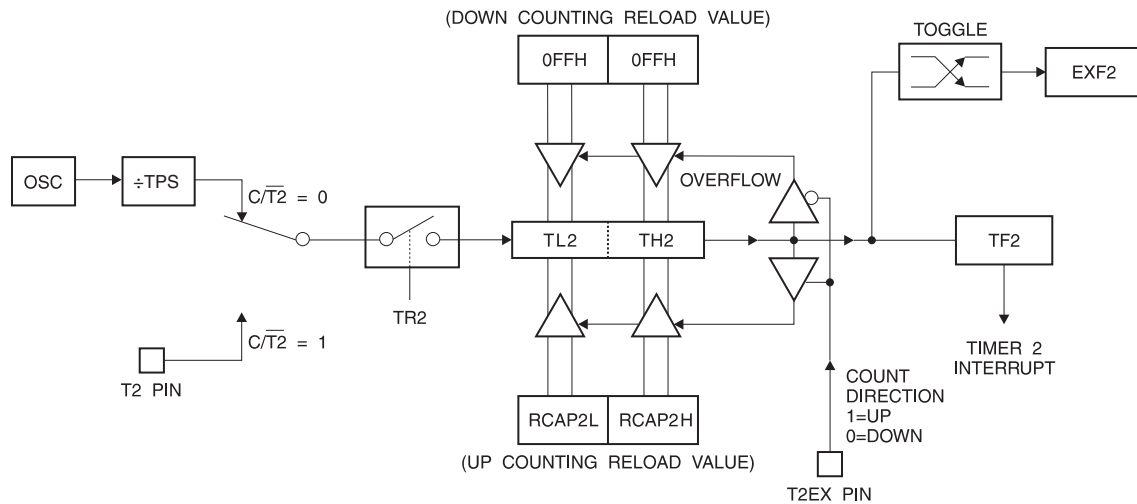 (DOWN COUNTING RELOAD VALUE)
0FFH
0FFH
TOGGLE
EXF2
OSC
÷TPS
C/T2̅ = 0
OVERFLOW
TL2
TH2
TF2
TR2
C/T2̅ = 1
T2 PIN
TIMER 2
INTERRUPT
COUNT
DIRECTION
1=UP
0=DOWN
RCAP2L
RCAP2H
(UP COUNTING RELOAD VALUE)
T2EX PIN